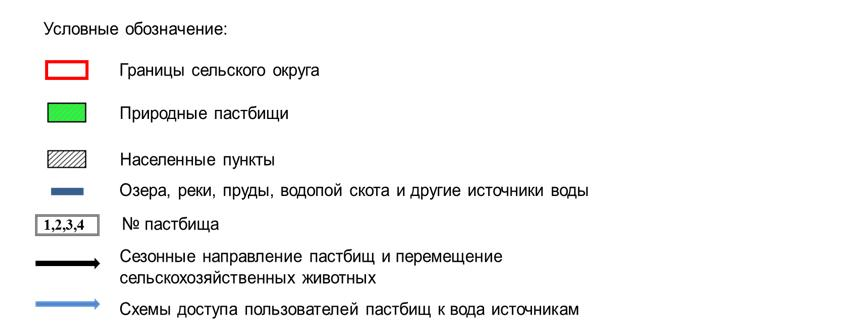 Условные обозначение:
Границы сельского округа
Природные пастбищи
Населенные пункты
Озера, реки, пруды, водопой скота и другие источники воды
1,2,3,4 № пастбища
Сезонные направление пастбищ и перемещение
сельскохозяйственных животных
Схемы доступа пользователей пастбищ к вода источникам